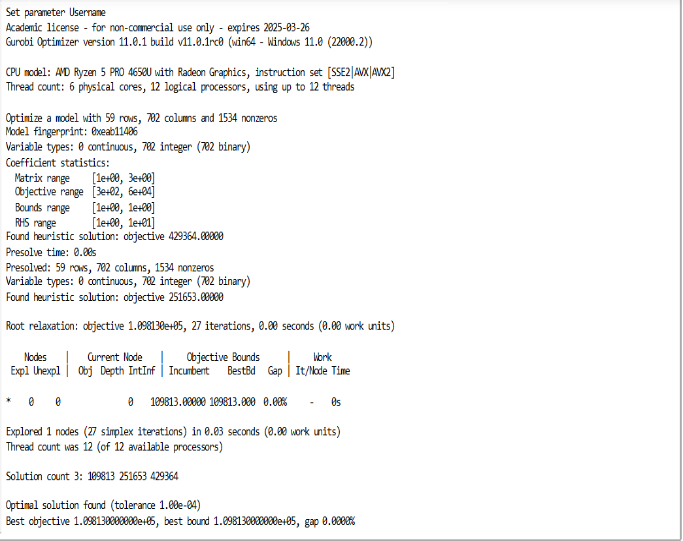 Set parameter Username
Academic license - for non-commercial use only - expires 2025-03-26
Gurobi Optimizer version 11.0.1 build v11.0.1rc0 (win64 - Windows 11.0 (22000.2))
CPU model: AMD Ryzen 5 PRO 4650U with Radeon Graphics, instruction set [SSE2|AVX|AVX2]
Thread count: 6 physical cores, 12 logical processors, using up to 12 threads
Optimize a model with 59 rows, 702 columns and 1534 nonzeros
Model fingerprint: 0xeab11406
Variable types: 0 continuous, 702 integer (702 binary)
Coefficient statistics:
Matrix range [1e+00, 3e+00]
Objective range [3e+02, 6e+04]
Bounds range [1e+00, 1e+00]
RHS range [1e+00, 1e+01]
Found heuristic solution: objective 429364.00000
Presolve time: 0.00s
Presolved: 59 rows, 702 columns, 1534 nonzeros
Variable types: 0 continuous, 702 integer (702 binary)
Found heuristic solution: objective 251653.00000
Root relaxation: objective 1.098130e+05, 27 iterations, 0.00 seconds (0.00 work units)
Nodes | Current Node | Objective Bounds | Work
Expl Unexpl | Obj Depth IntInf | Incumbent BestBd Gap | It/Node Time
* 0 0 0 109813.00000 109813.000 0.00% - 0s
Explored 1 nodes (27 simplex iterations) in 0.03 seconds (0.00 work units)
Thread count was 12 (of 12 available processors)
Solution count 3: 109813 251653 429364
Optimal solution found (tolerance 1.00e-04)
Best objective 1.098130000000e+05, best bound 1.098130000000e+05, gap 0.0000%